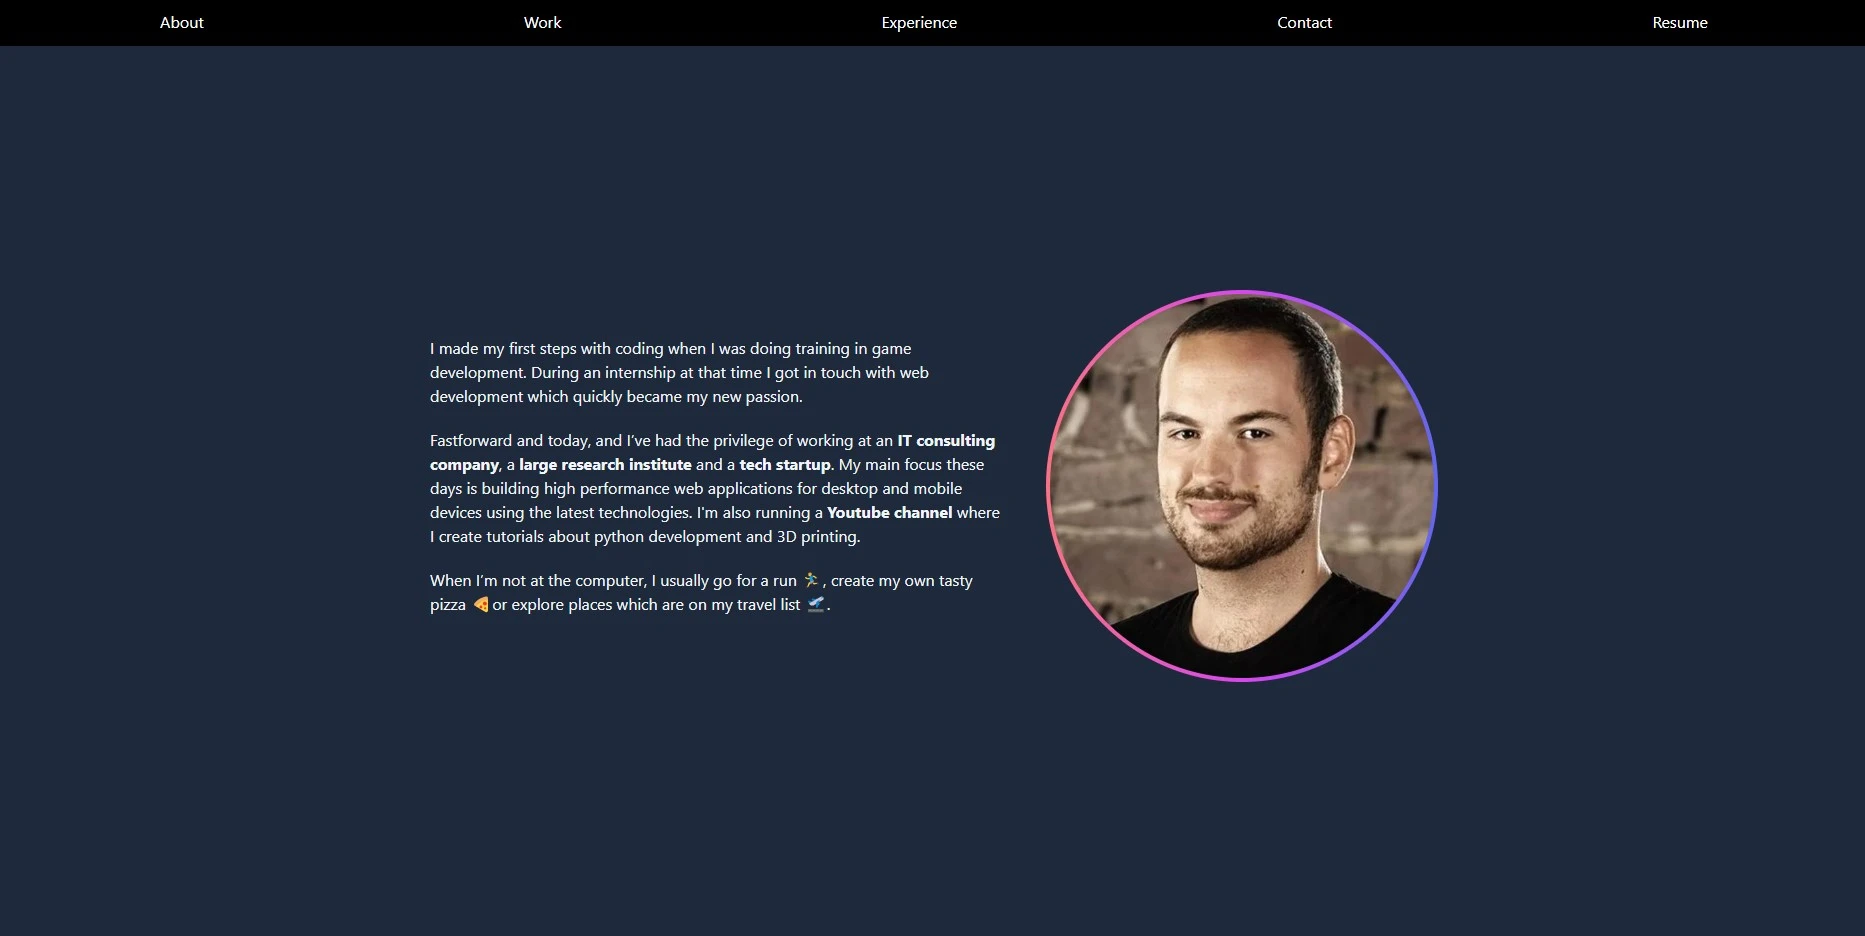 About Work Experience Contact Resume
I made my first steps with coding when I was doing training in game
development. During an internship at that time I got in touch with web
development which quickly became my new passion.
Fastforward and today, and I’ve had the privilege of working at an IT consulting
company, a large research institute and a tech startup. My main focus these
days is building high performance web applications for desktop and mobile
devices using the latest technologies. I'm also running a Youtube channel where
I create tutorials about python development and 3D printing.
When I’m not at the computer, I usually go for a run 🏃‍♂️, create my own tasty
pizza 🍕or explore places which are on my travel list 🛫.